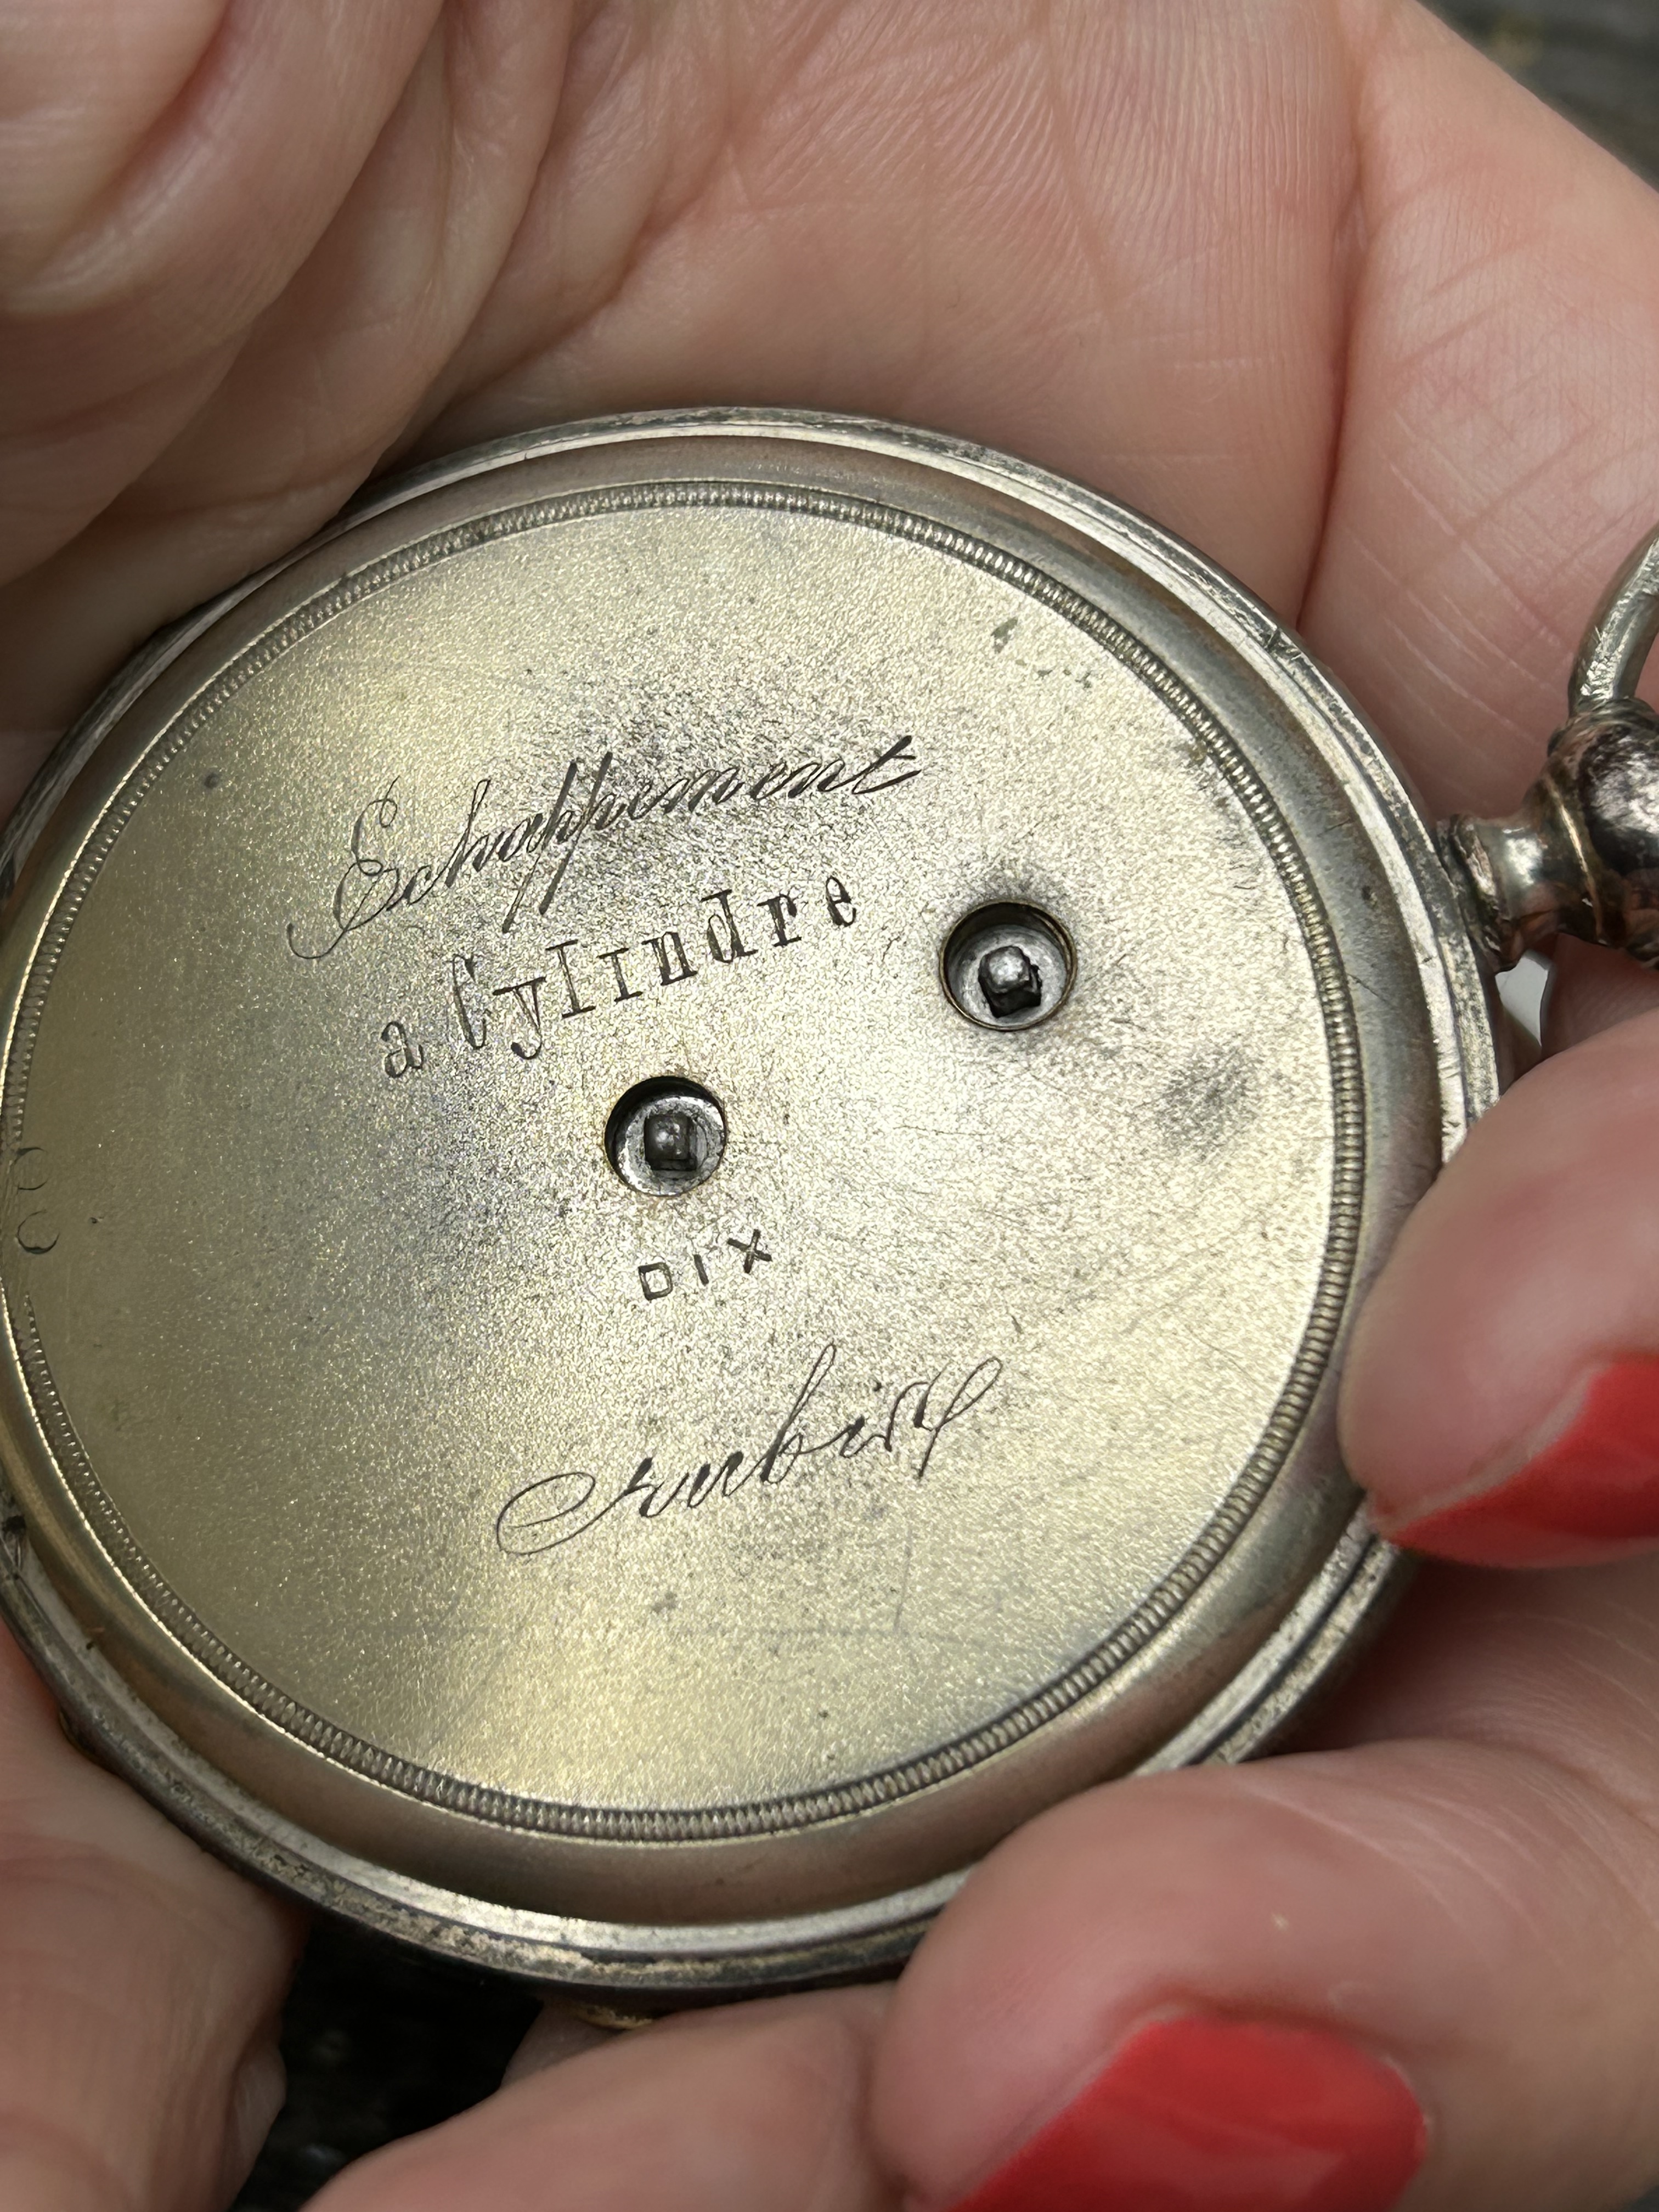 Echappement
a Cylindre
DIX
rubis